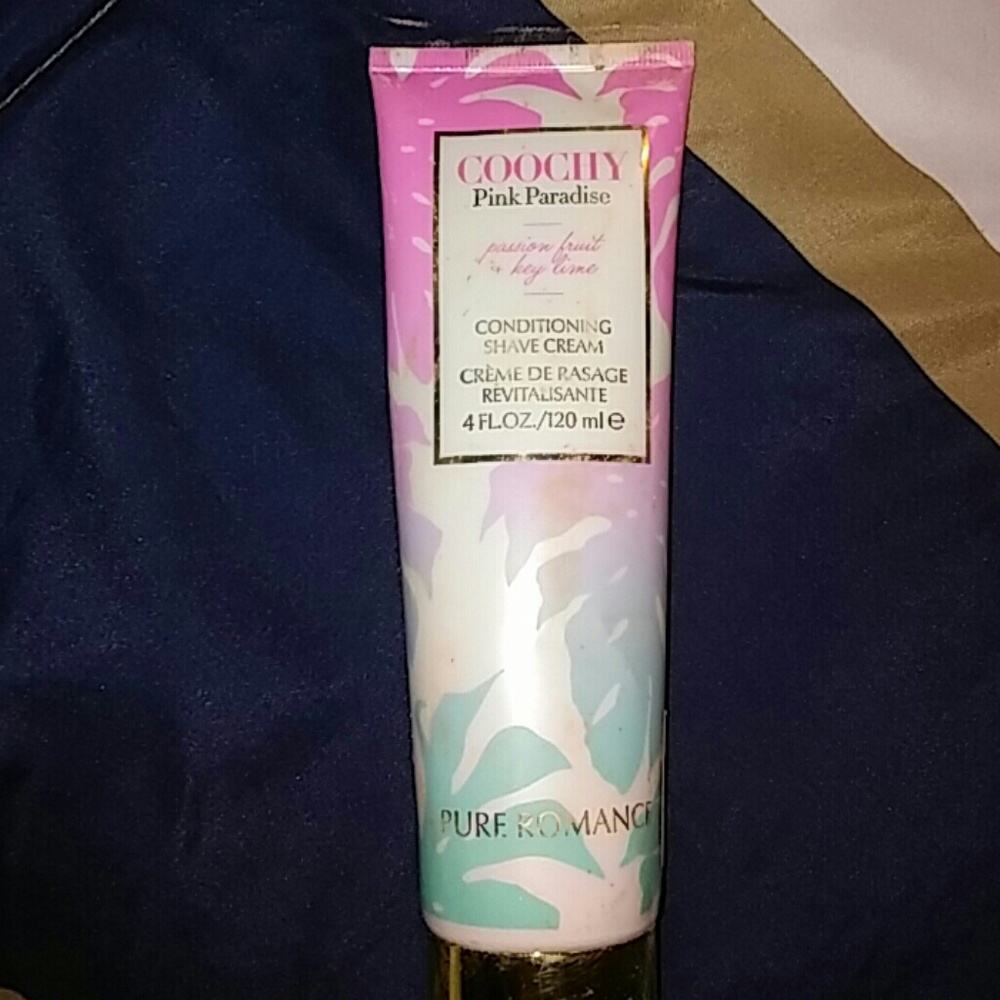 COOCHY
Pink Paradise
passion fruit
+ key lime
CONDITIONING
SHAVE CREAM
CRÈME DE RASAGE
REVITALISANTE
4 FL.OZ./120 ml ℮
PURE ROMANCE